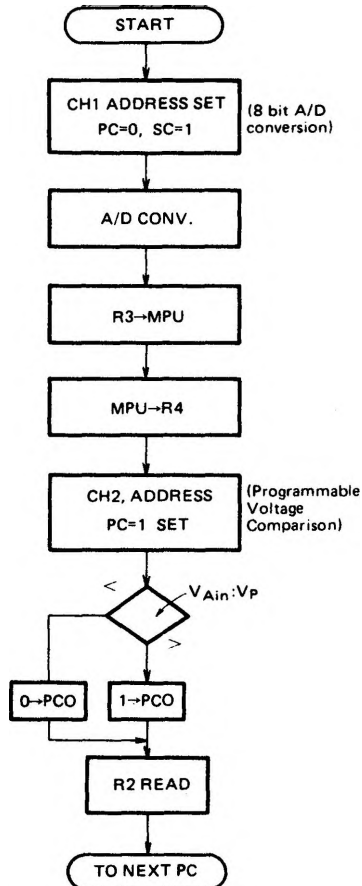 START
CH1 ADDRESS SET
PC=0, SC=1
(8 bit A/D
conversion)
A/D CONV.
R3→MPU
MPU→R4
CH2, ADDRESS
PC=1 SET
(Programmable
Voltage
Comparison)
<
VAin:VP
>
0→PCO
1→PCO
R2 READ
TO NEXT PC